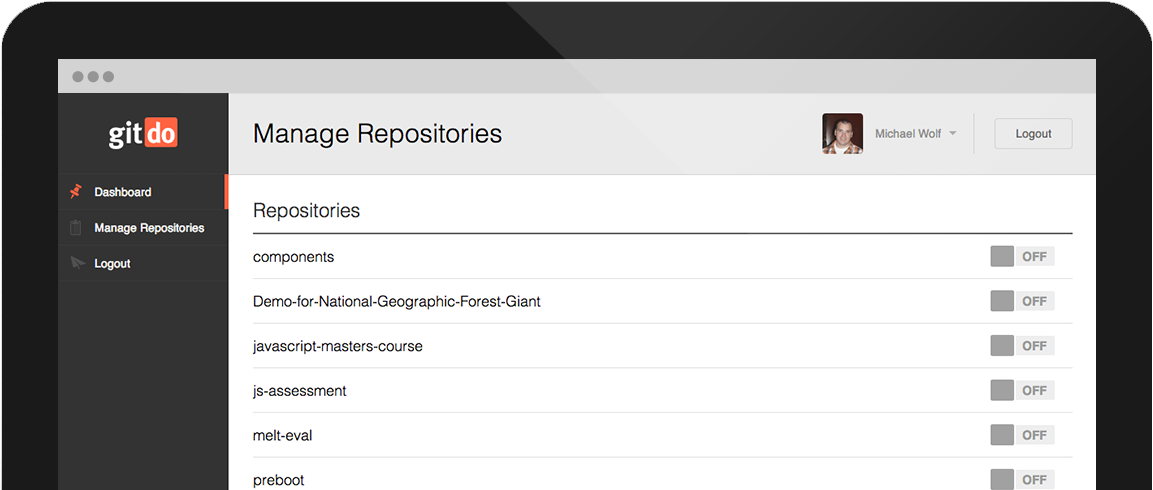 gitdo
Manage Repositories
Michael Wolf
Logout
Dashboard
Manage Repositories
Logout
Repositories
components OFF
Demo-for-National-Geographic-Forest-Giant OFF
javascript-masters-course OFF
js-assessment OFF
melt-eval OFF
preboot OFF